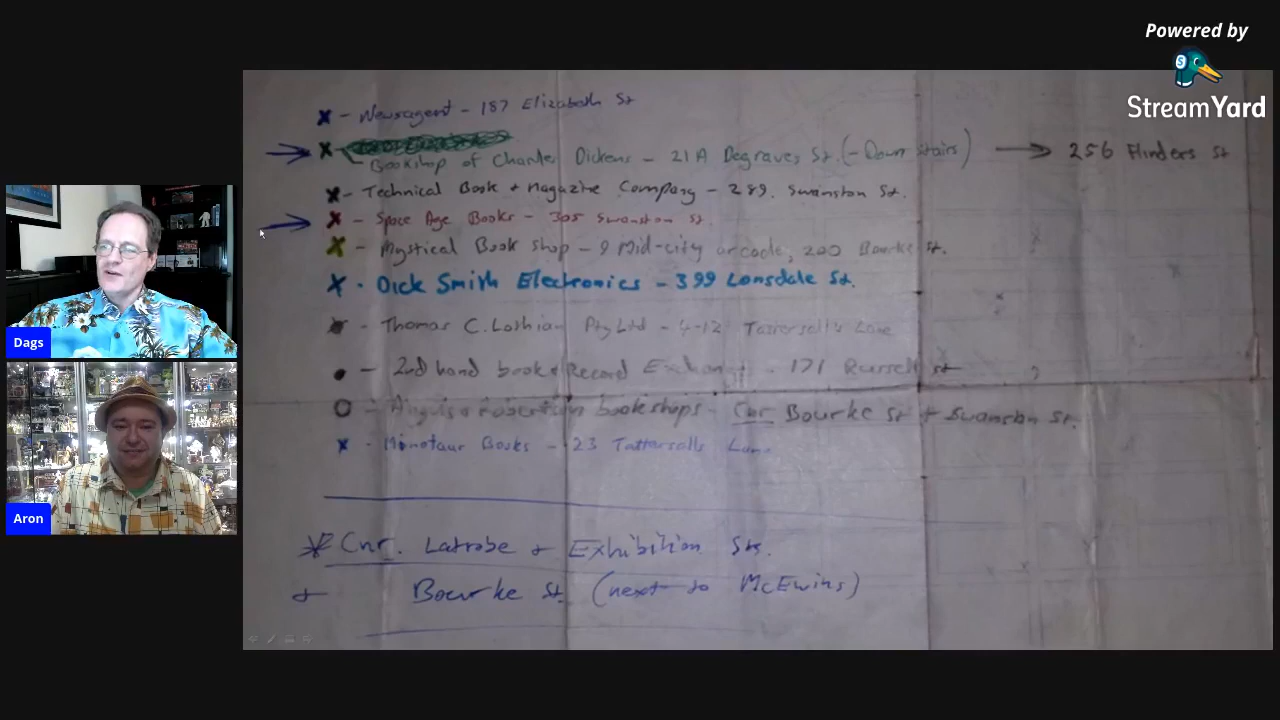 Powered by
StreamYard
x - Newsagent - 187 Elizabeth St
x - Bookshop of Charles Dickens - 21A Degraves St. (- Down stairs) → 256 Flinders St
x - Technical Book + Magazine Company - 289. Swanston St.
x - Space Age Books - 305 Swanston St.
x - Mystical Book Shop - 9 Mid-city arcade, 200 Bourke St.
x - Dick Smith Electronics - 399 Lonsdale St.
- Thomas C. Lothian Pty Ltd - 4-12 Tattersalls Lane
- 2nd hand book & Record - 171 Russell St
O - Angus & robertson bookshops - Cnr Bourke St + Swanston St.
x - Minotaur Books - 23 Tattersalls Lane
* Cnr. Latrobe + Exhibition Sts.
+ Bourke St. (next to McEwins)
Dags
Aron